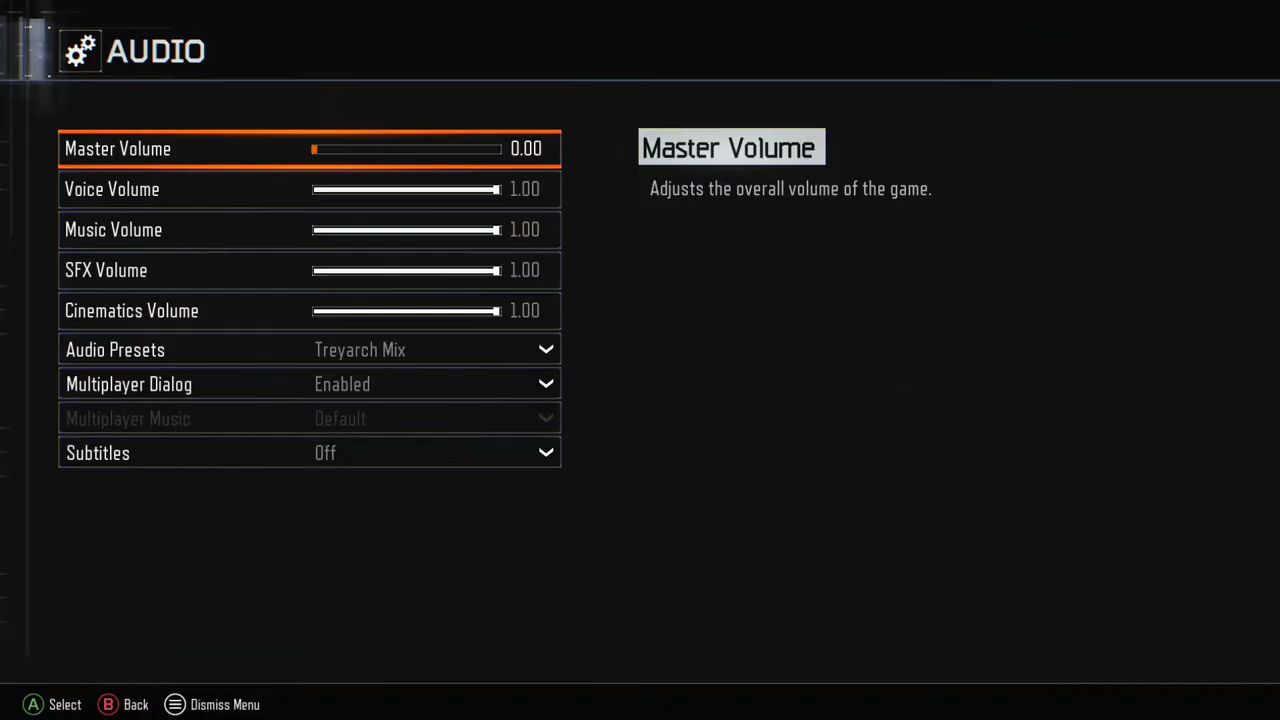 AUDIO
Master Volume 0.00
Voice Volume 1.00
Music Volume 1.00
SFX Volume 1.00
Cinematics Volume 1.00
Audio Presets Treyarch Mix
Multiplayer Dialog Enabled
Multiplayer Music Default
Subtitles Off
Master Volume
Adjusts the overall volume of the game.
A Select B Back Dismiss Menu